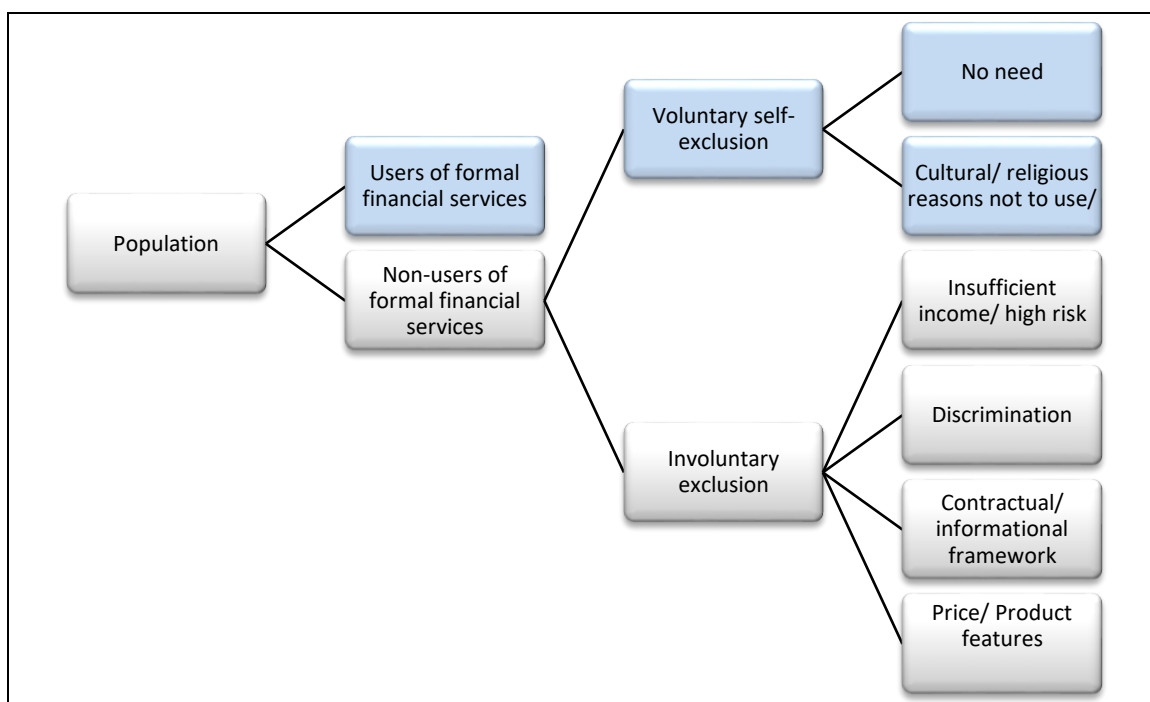 Population
Users of formal
financial services
Non-users of
formal financial
services
Voluntary self-
exclusion
Involuntary
exclusion
No need
Cultural/ religious
reasons not to use/
Insufficient
income/ high risk
Discrimination
Contractual/
informational
framework
Price/ Product
features